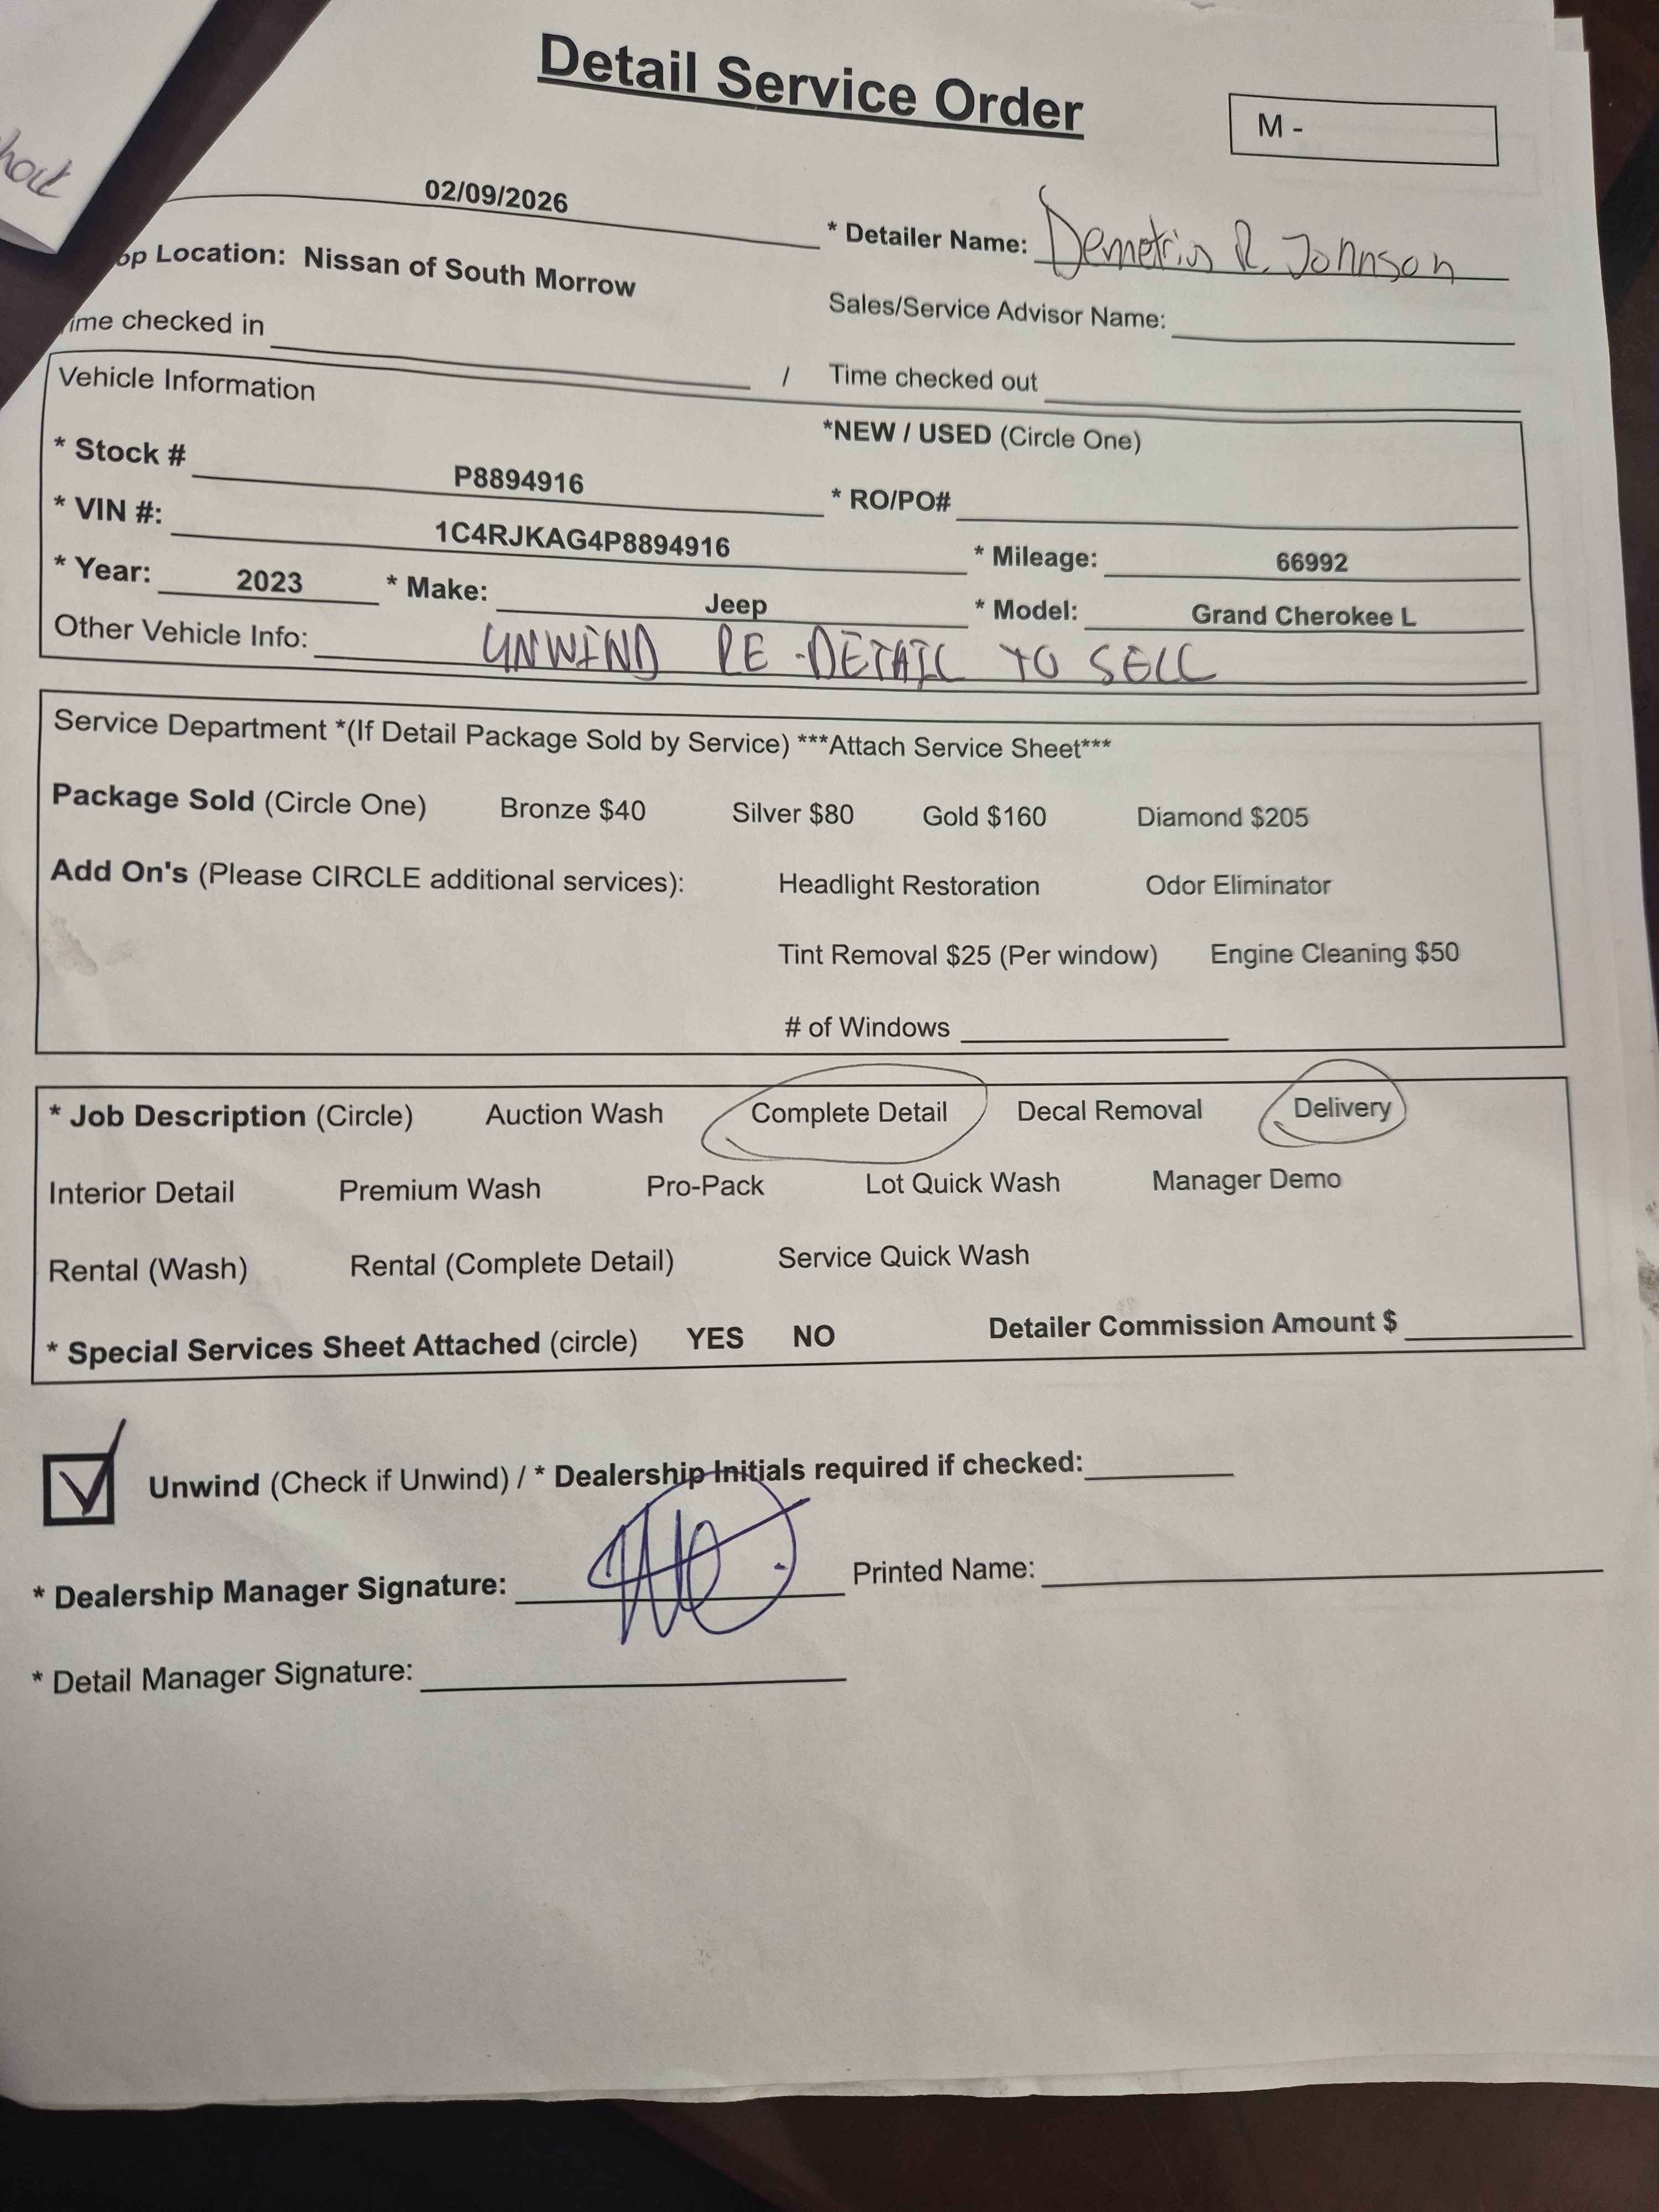 Detail Service Order
M -
02/09/2026
* Detailer Name: Demetrius R. Johnson
op Location: Nissan of South Morrow
Sales/Service Advisor Name:
ime checked in / Time checked out
Vehicle Information
*NEW / USED (Circle One)
* Stock # P8894916
* RO/PO#
* VIN #: 1C4RJKAG4P8894916
* Mileage: 66992
* Year: 2023 * Make: Jeep * Model: Grand Cherokee L
Other Vehicle Info: UNWIND RE-DETAIL TO SELL
Service Department *(If Detail Package Sold by Service) ***Attach Service Sheet***
Package Sold (Circle One) Bronze $40 Silver $80 Gold $160 Diamond $205
Add On's (Please CIRCLE additional services): Headlight Restoration Odor Eliminator
Tint Removal $25 (Per window) Engine Cleaning $50
# of Windows
* Job Description (Circle) Auction Wash Complete Detail Decal Removal Delivery
Interior Detail Premium Wash Pro-Pack Lot Quick Wash Manager Demo
Rental (Wash) Rental (Complete Detail) Service Quick Wash
* Special Services Sheet Attached (circle) YES NO Detailer Commission Amount $
Unwind (Check if Unwind) / * Dealership Initials required if checked:
* Dealership Manager Signature: Printed Name:
* Detail Manager Signature: